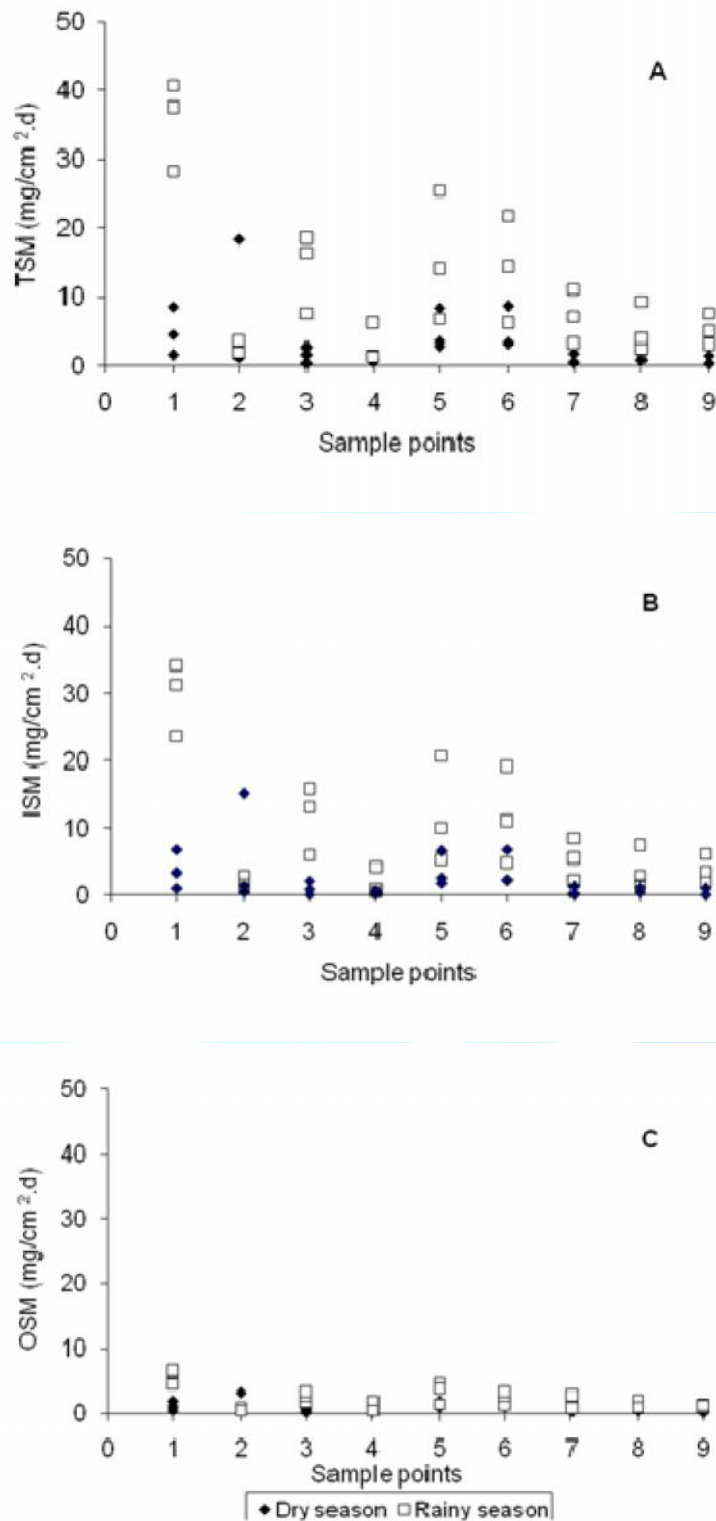 A
TSM (mg/cm ².d)
50
40
30
20
10
0
0 1 2 3 4 5 6 7 8 9
Sample points
B
ISM (mg/cm ².d)
50
40
30
20
10
0
0 1 2 3 4 5 6 7 8 9
Sample points
C
OSM (mg/cm ².d)
50
40
30
20
10
0
0 1 2 3 4 5 6 7 8 9
Sample points
Dry season Rainy season